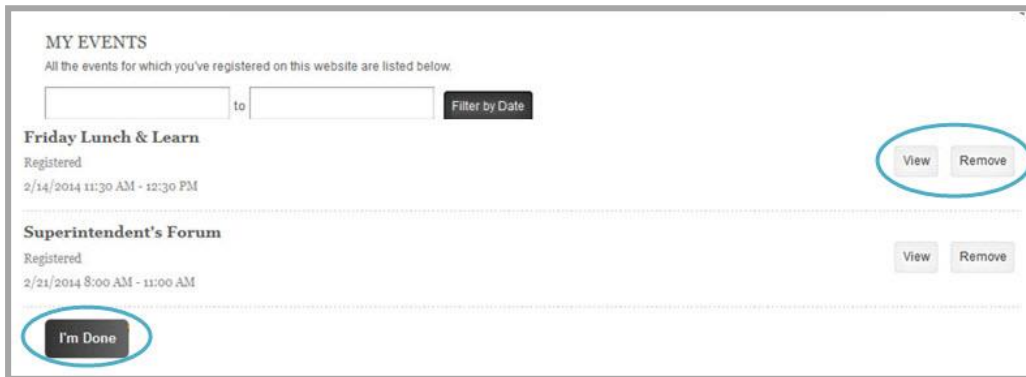 MY EVENTS
All the events for which you've registered on this website are listed below.
to Filter by Date
Friday Lunch & Learn
Registered
2/14/2014 11:30 AM - 12:30 PM
View Remove
Superintendent's Forum
Registered
2/21/2014 8:00 AM - 11:00 AM
View Remove
I'm Done